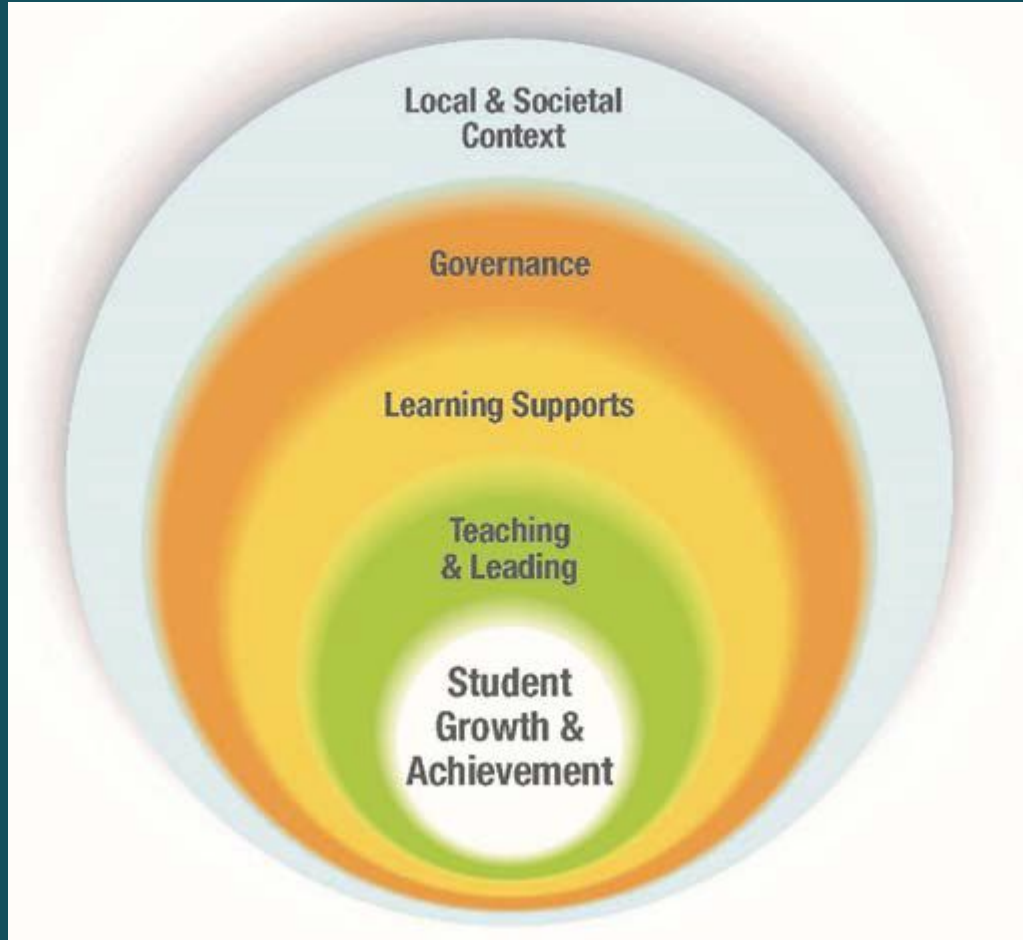 Local & Societal
Context
Governance
Learning Supports
Teaching
& Leading
Student
Growth &
Achievement